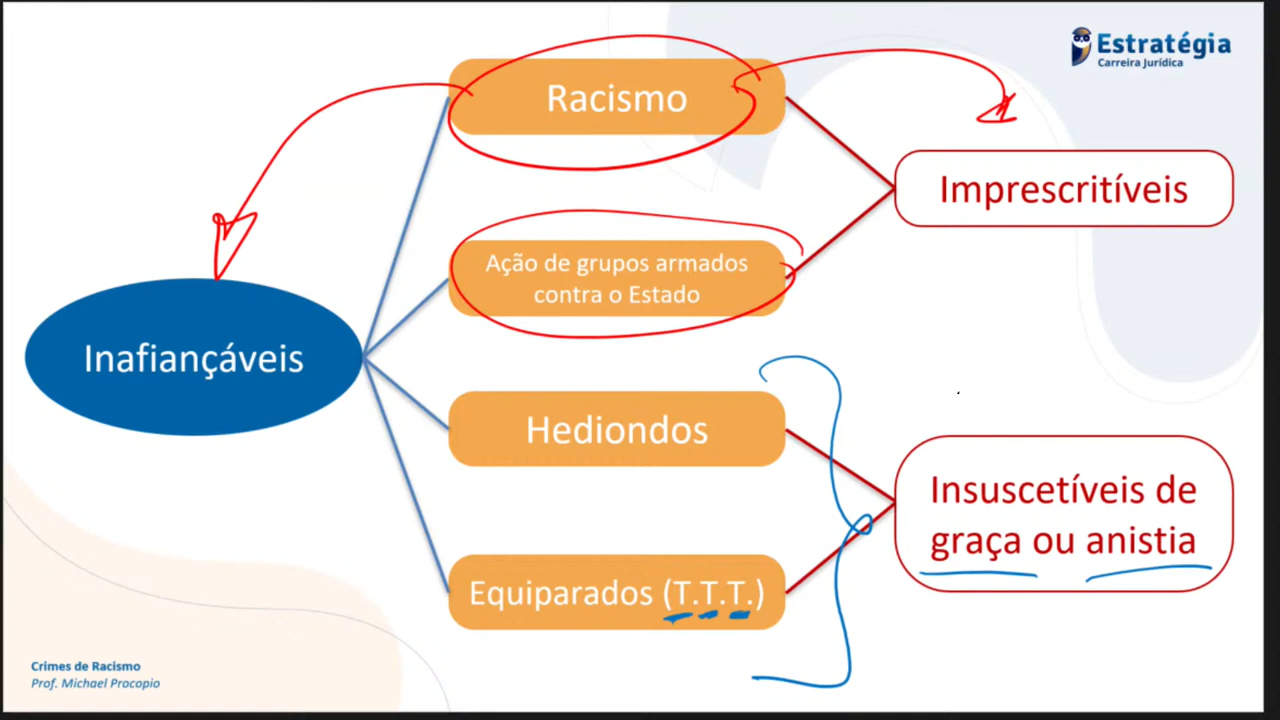 Estratégia
Carreira Jurídica
Racismo
Imprescritíveis
Ação de grupos armados
contra o Estado
Inafiançáveis
Hediondos
Insuscetíveis de
graça ou anistia
Equiparados (T.T.T.)
Crimes de Racismo
Prof. Michael Procopio